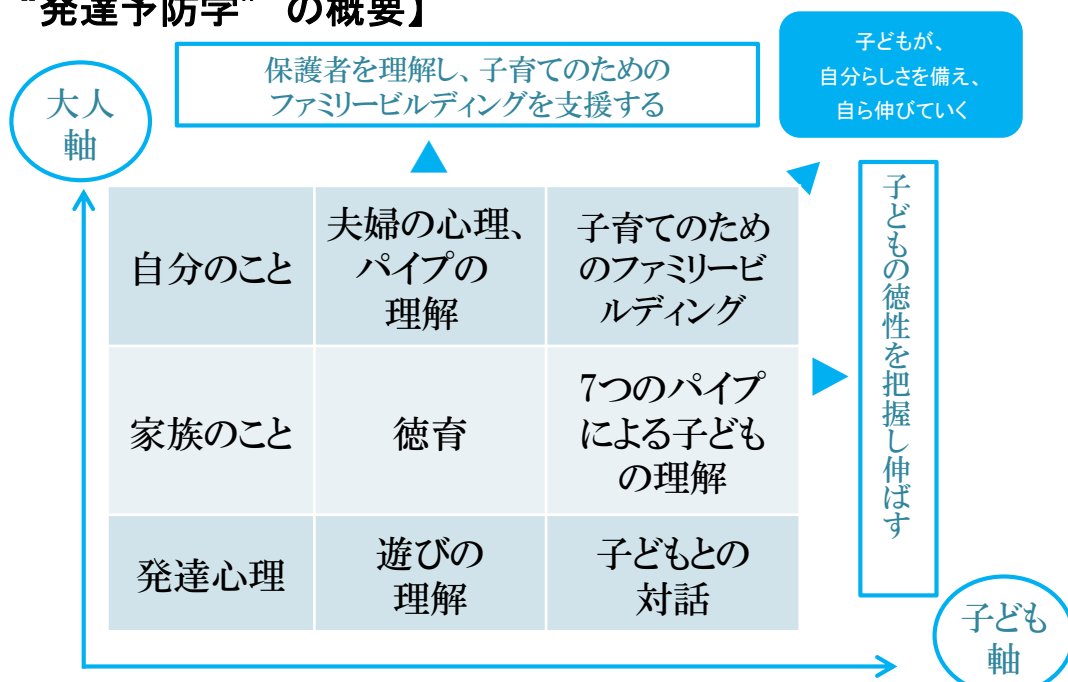 “発達予防学” の概要】
大人
軸
保護者を理解し、子育てのための
ファミリービルディングを支援する
子どもが、
自分らしさを備え、
自ら伸びていく
自分のこと
夫婦の心理、
パイプの
理解
子育てのため
のファミリービ
ルディング
家族のこと
徳育
7つのパイプ
による子ども
の理解
発達心理
遊びの
理解
子どもとの
対話
子どもの徳性を把握し伸ばす
子ども
軸